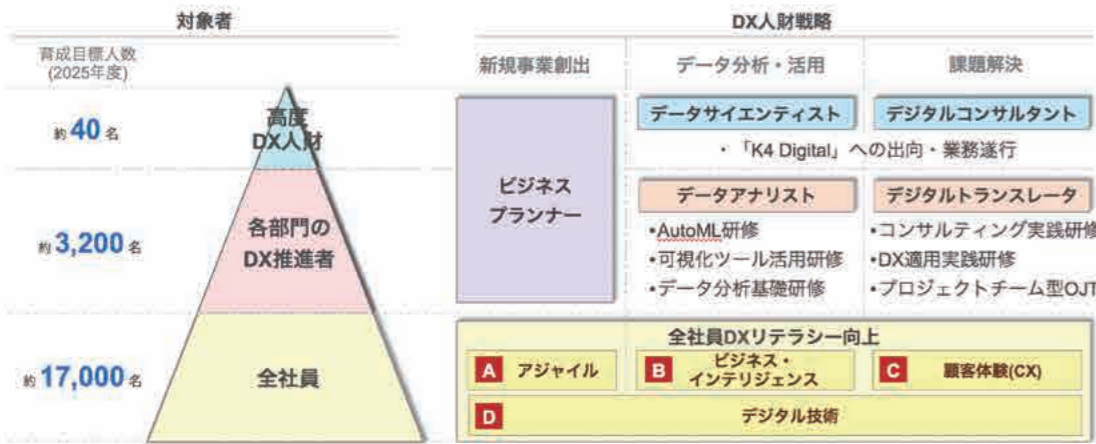 対象者
DX人財戦略
育成目標人数
(2025年度)
新規事業創出
データ分析・活用
課題解決
約40名
高度
DX人財
ビジネス
プランナー
データサイエンティスト
デジタルコンサルタント
・「K4 Digital」への出向・業務遂行
約3,200名
各部門の
DX推進者
データアナリスト
•AutoML研修
•可視化ツール活用研修
•データ分析基礎研修
デジタルトランスレータ
•コンサルティング実践研修
•DX適用実践研修
•プロジェクトチーム型OJT
約17,000名
全社員
全社員DXリテラシー向上
A アジャイル
B ビジネス・
インテリジェンス
C 顧客体験(CX)
D デジタル技術